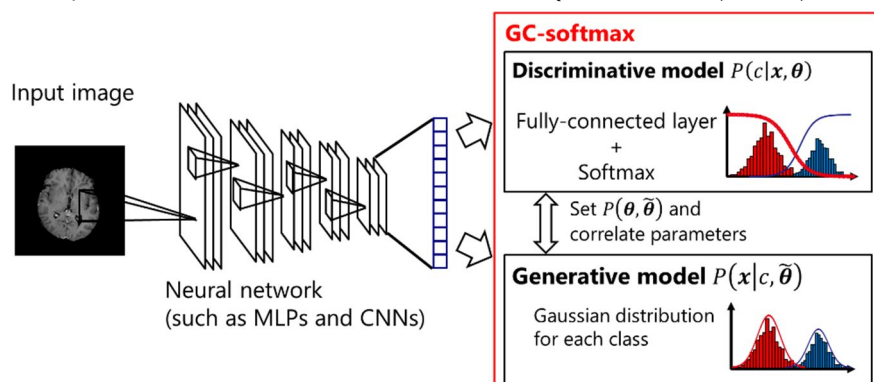 GC-softmax
Discriminative model P(c|x, θ)
Input image
Fully-connected layer
+
Softmax
Set P(θ, θ̃) and
correlate parameters
Generative model P(x|c, θ̃)
Neural network
(such as MLPs and CNNs)
Gaussian distribution
for each class